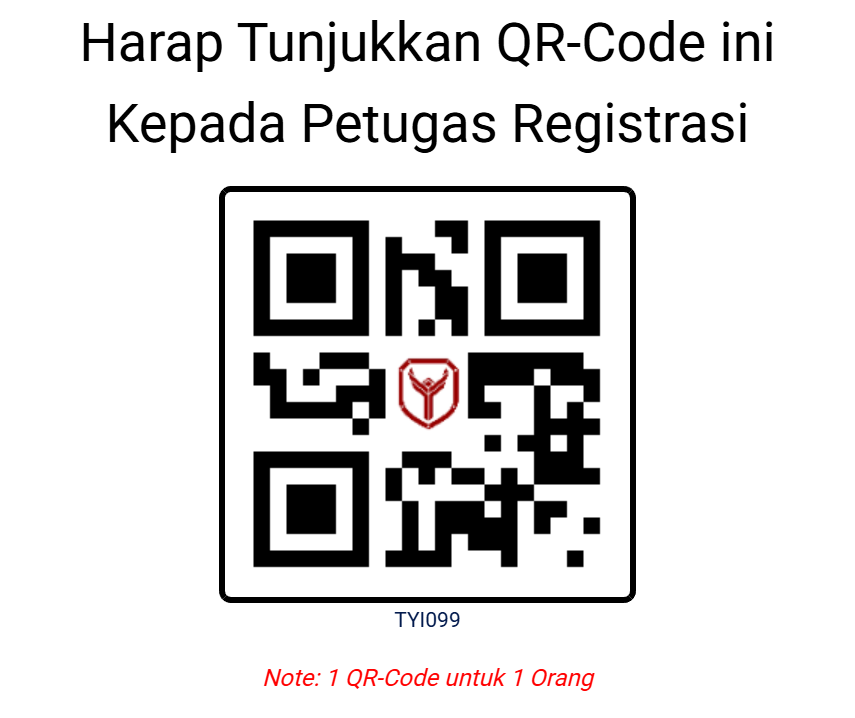 Harap Tunjukkan QR-Code ini
Kepada Petugas Registrasi
TYI099
Note: 1 QR-Code untuk 1 Orang